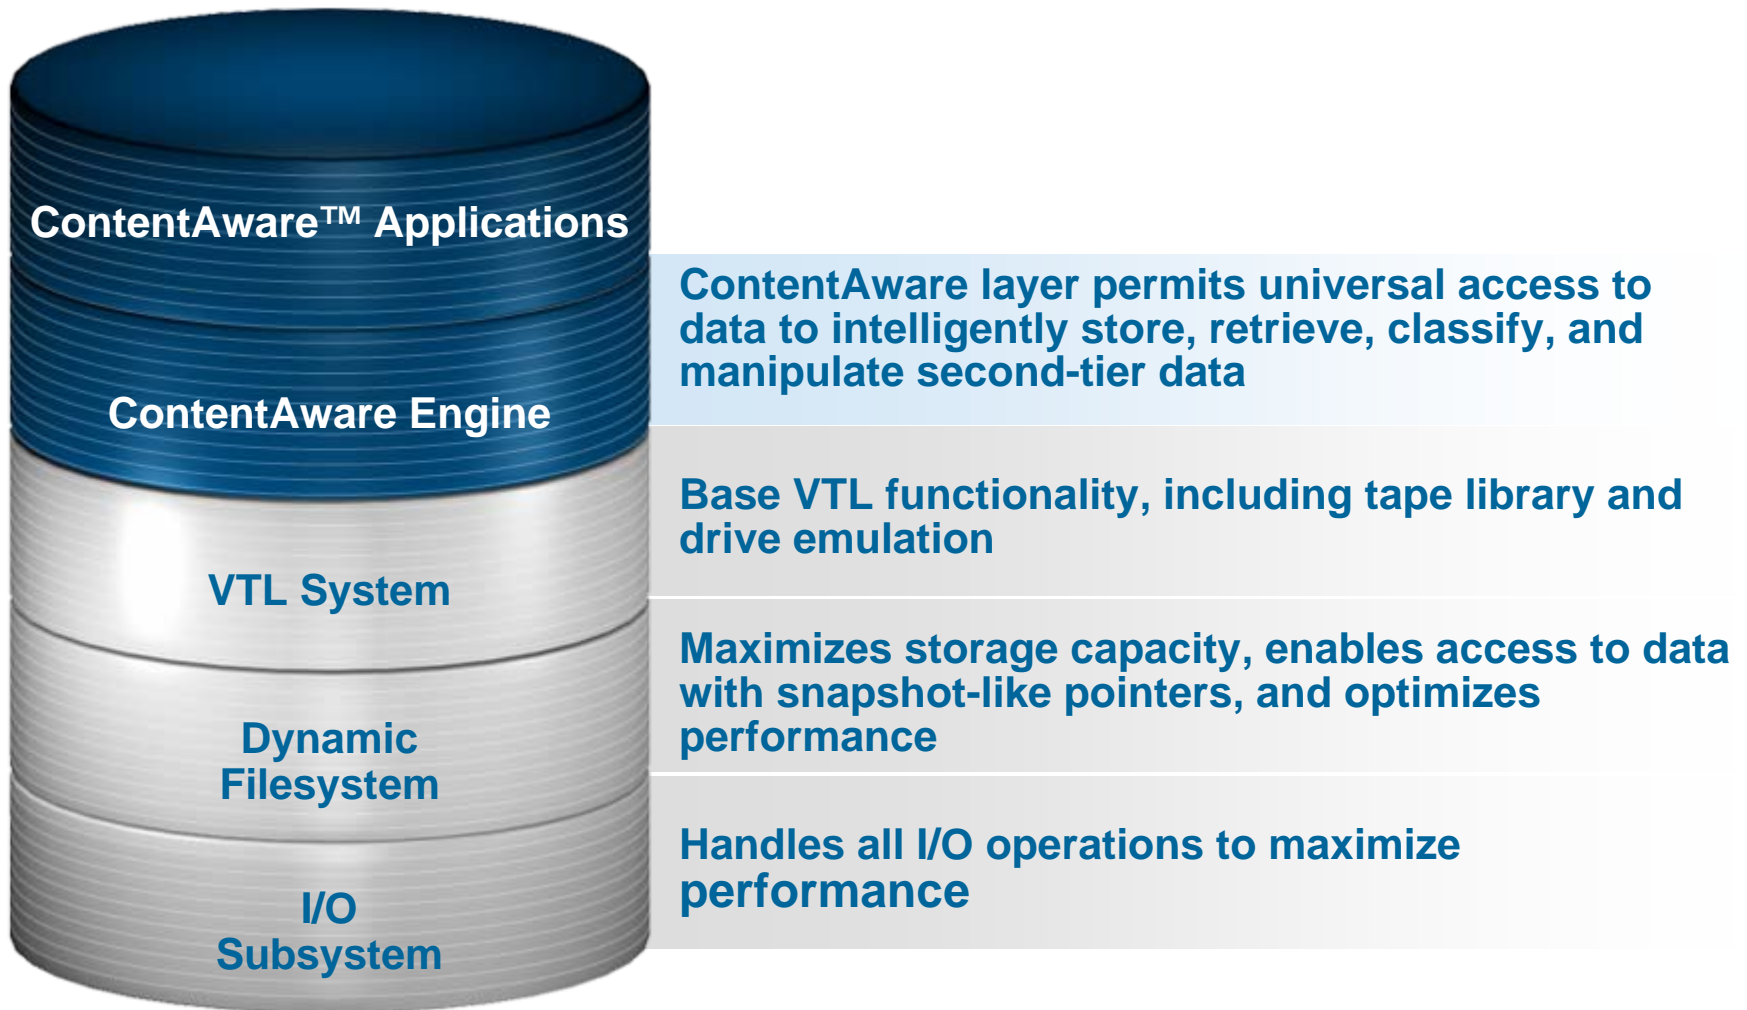 ContentAware™ Applications
ContentAware layer permits universal access to
data to intelligently store, retrieve, classify, and
manipulate second-tier data
ContentAware Engine
Base VTL functionality, including tape library and
drive emulation
VTL System
Maximizes storage capacity, enables access to data
with snapshot-like pointers, and optimizes
performance
Dynamic
Filesystem
Handles all I/O operations to maximize
performance
I/O
Subsystem